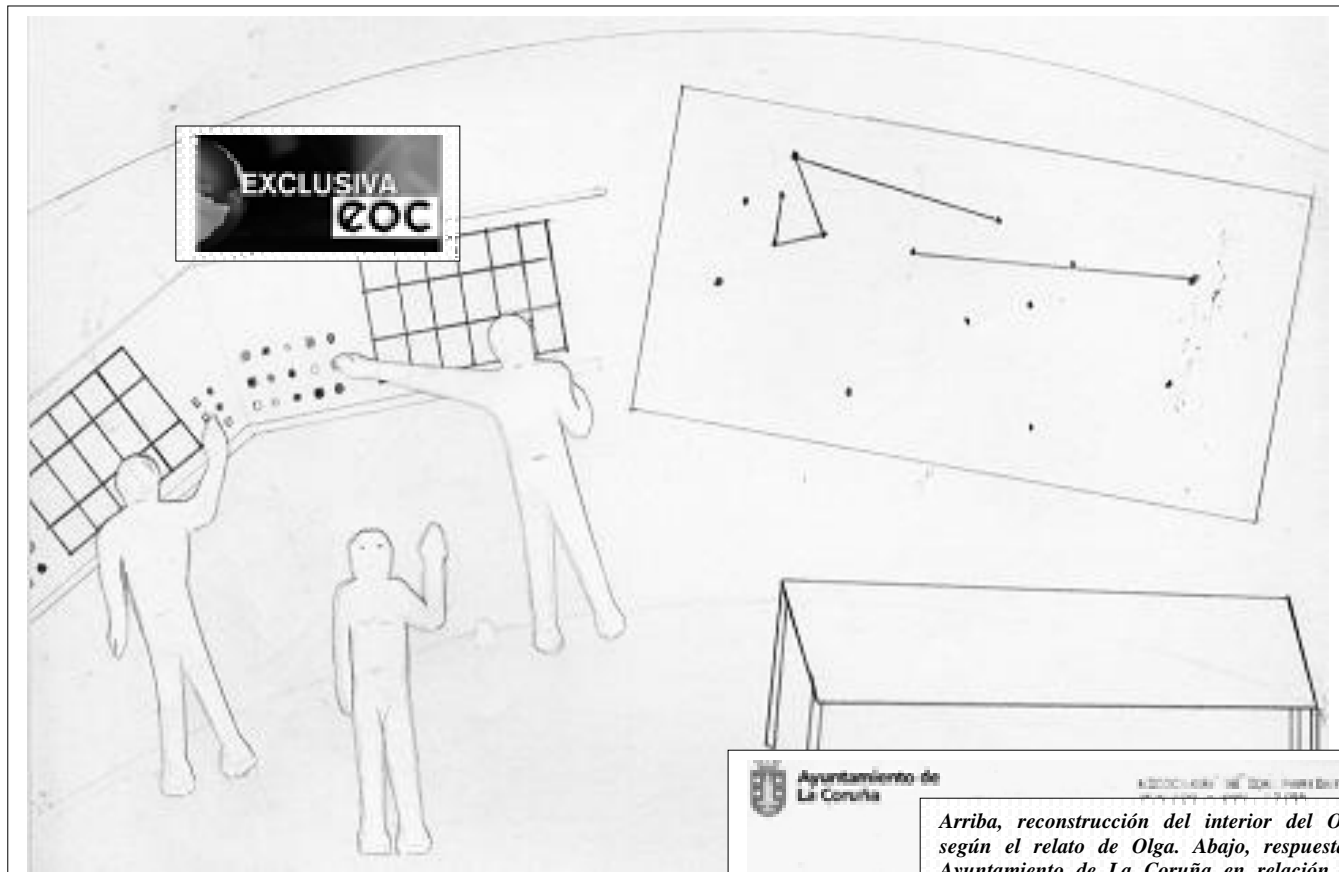 EXCLUSIVA
eoc
Ayuntamiento de
La Coruña
Arriba, reconstrucción del interior del O
según el relato de Olga. Abajo, respuesta
Ayuntamiento de La Coruña en relación